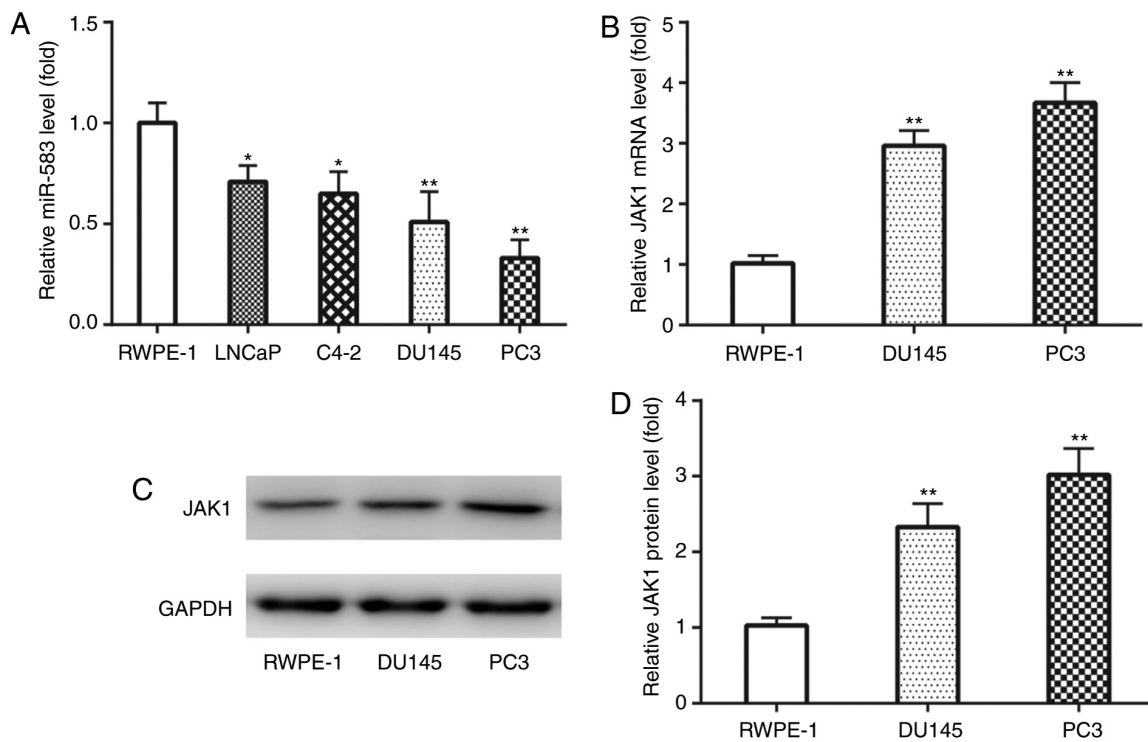 A
Relative miR-583 level (fold)
1.5
1.0
0.5
0.0
*
*
**
**
RWPE-1 LNCaP C4-2 DU145 PC3
B
Relative JAK1 mRNA level (fold)
5
4
3
2
1
0
**
**
RWPE-1 DU145 PC3
C
JAK1
GAPDH
RWPE-1 DU145 PC3
D
Relative JAK1 protein level (fold)
4
3
2
1
0
**
**
RWPE-1 DU145 PC3